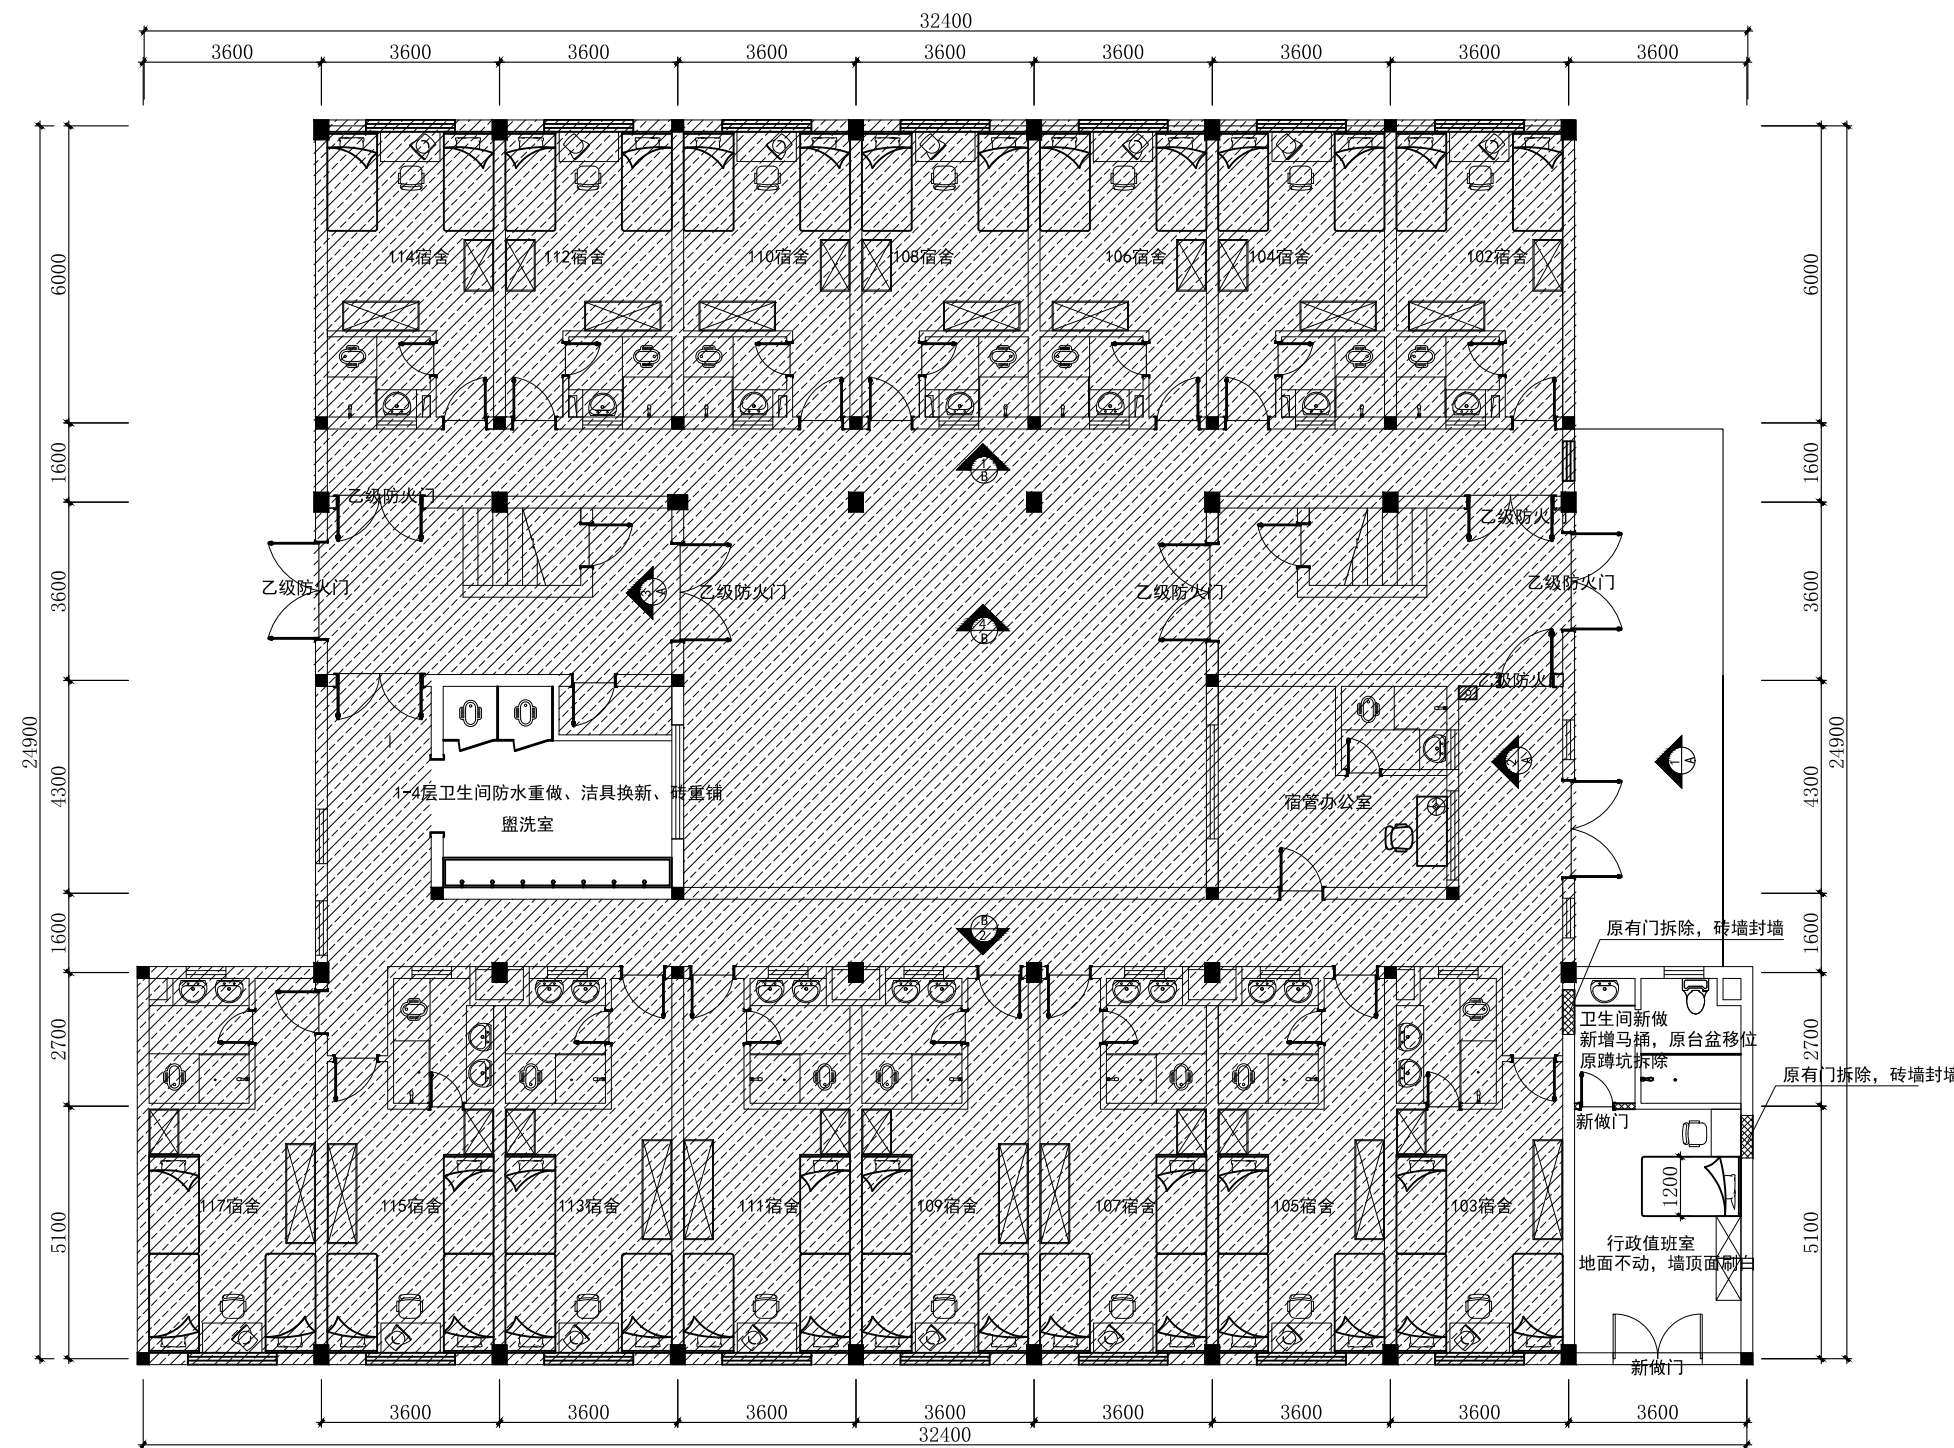 32400
3600 3600 3600 3600 3600 3600 3600 3600 3600
114宿舍 112宿舍 110宿舍 108宿舍 106宿舍 104宿舍 102宿舍
6000
6000
1600
1600
1
B
乙级防火门
乙级防火
3600
3600
乙级防火门
3
A
乙级防火门
乙级防火门
乙级防火门
4
B
乙级防火
24900
24900
4300
4300
1-4层卫生间防水重做、洁具换新、砖重铺
盥洗室
宿管办公室
2
A
1
A
1600
1600
B
2
原有门拆除，砖墙封墙
2700
2700
卫生间新做
新增马桶，原台盆移位
原蹲坑拆除
原有门拆除，砖墙封墙
新做门
1200
117宿舍 115宿舍 113宿舍 111宿舍 109宿舍 107宿舍 105宿舍 103宿舍
5100
5100
行政值班室
地面不动，墙顶面刷白
新做门
3600 3600 3600 3600 3600 3600 3600 3600
32400